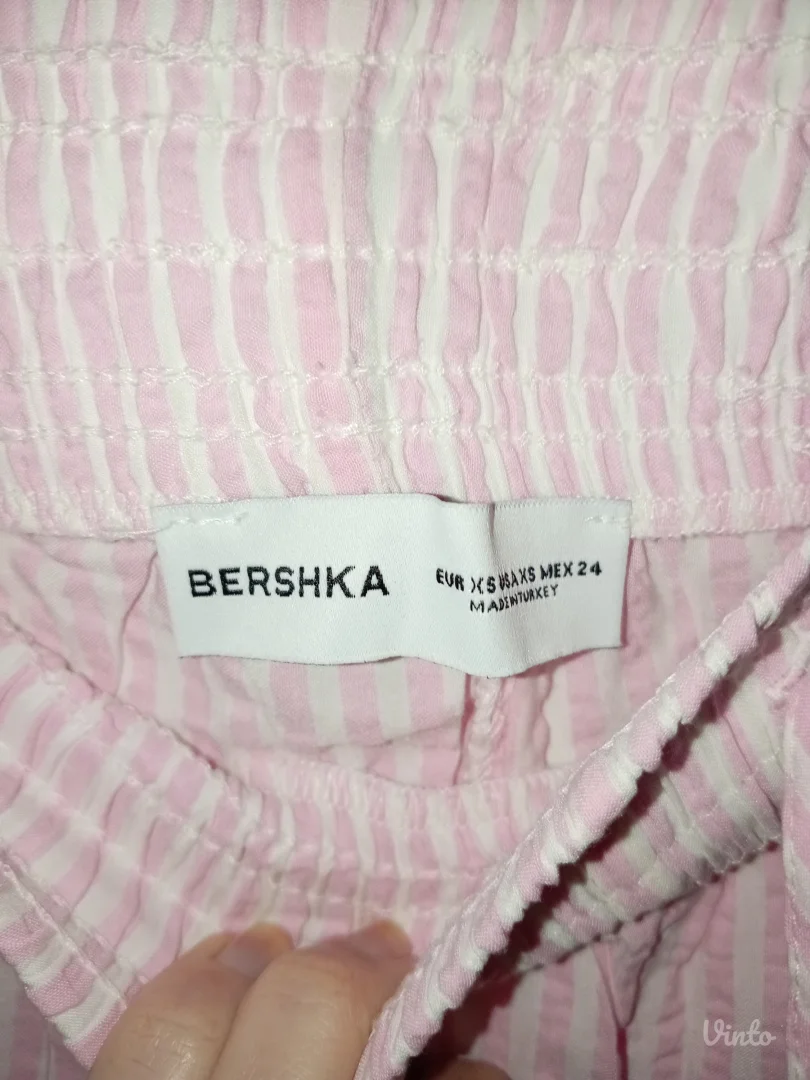 BERSHKA
EUR XS USA XS MEX 24
MADE IN TURKEY
Vinto